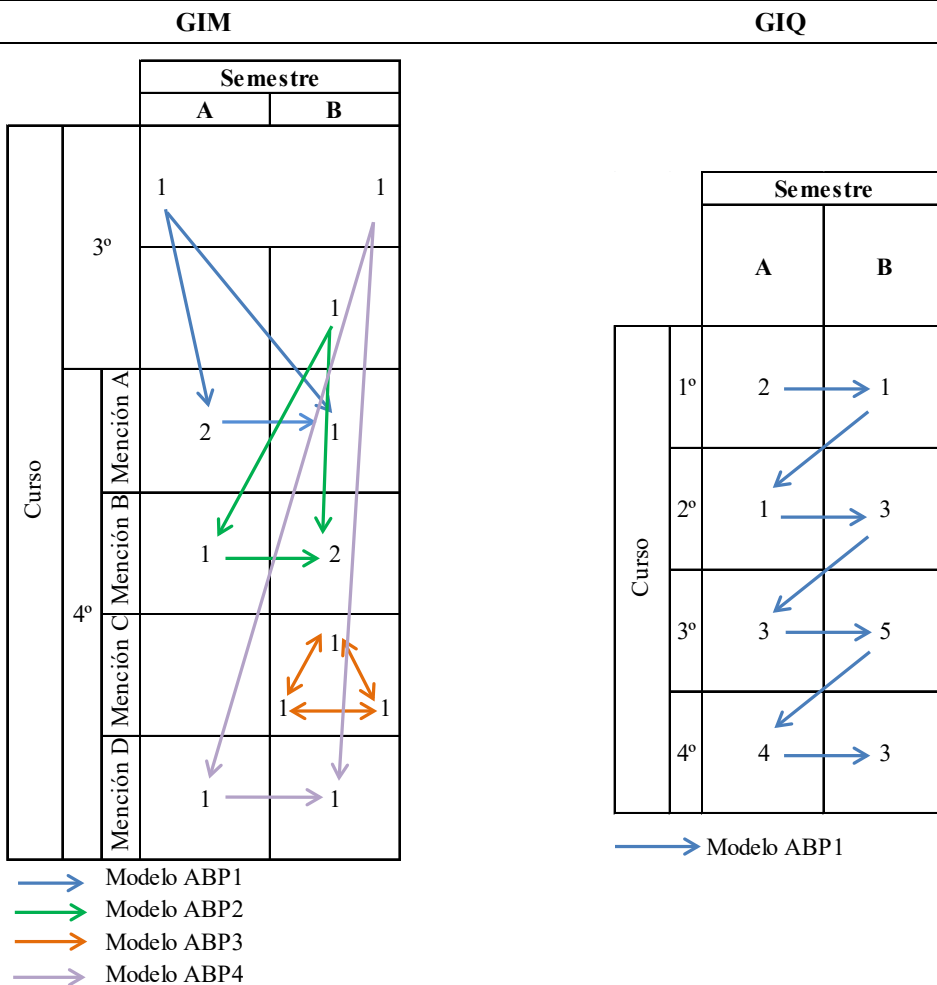 GIM GIQ
Semestre
A B
1 1
3º
1
Curso
4º
Mención A
2 1
Mención B
1 2
Mención C
1
1 1
Mención D
1 1
Modelo ABP1
Modelo ABP2
Modelo ABP3
Modelo ABP4
Semestre
A B
Curso
1º 2 1
2º 1 3
3º 3 5
4º 4 3
Modelo ABP1